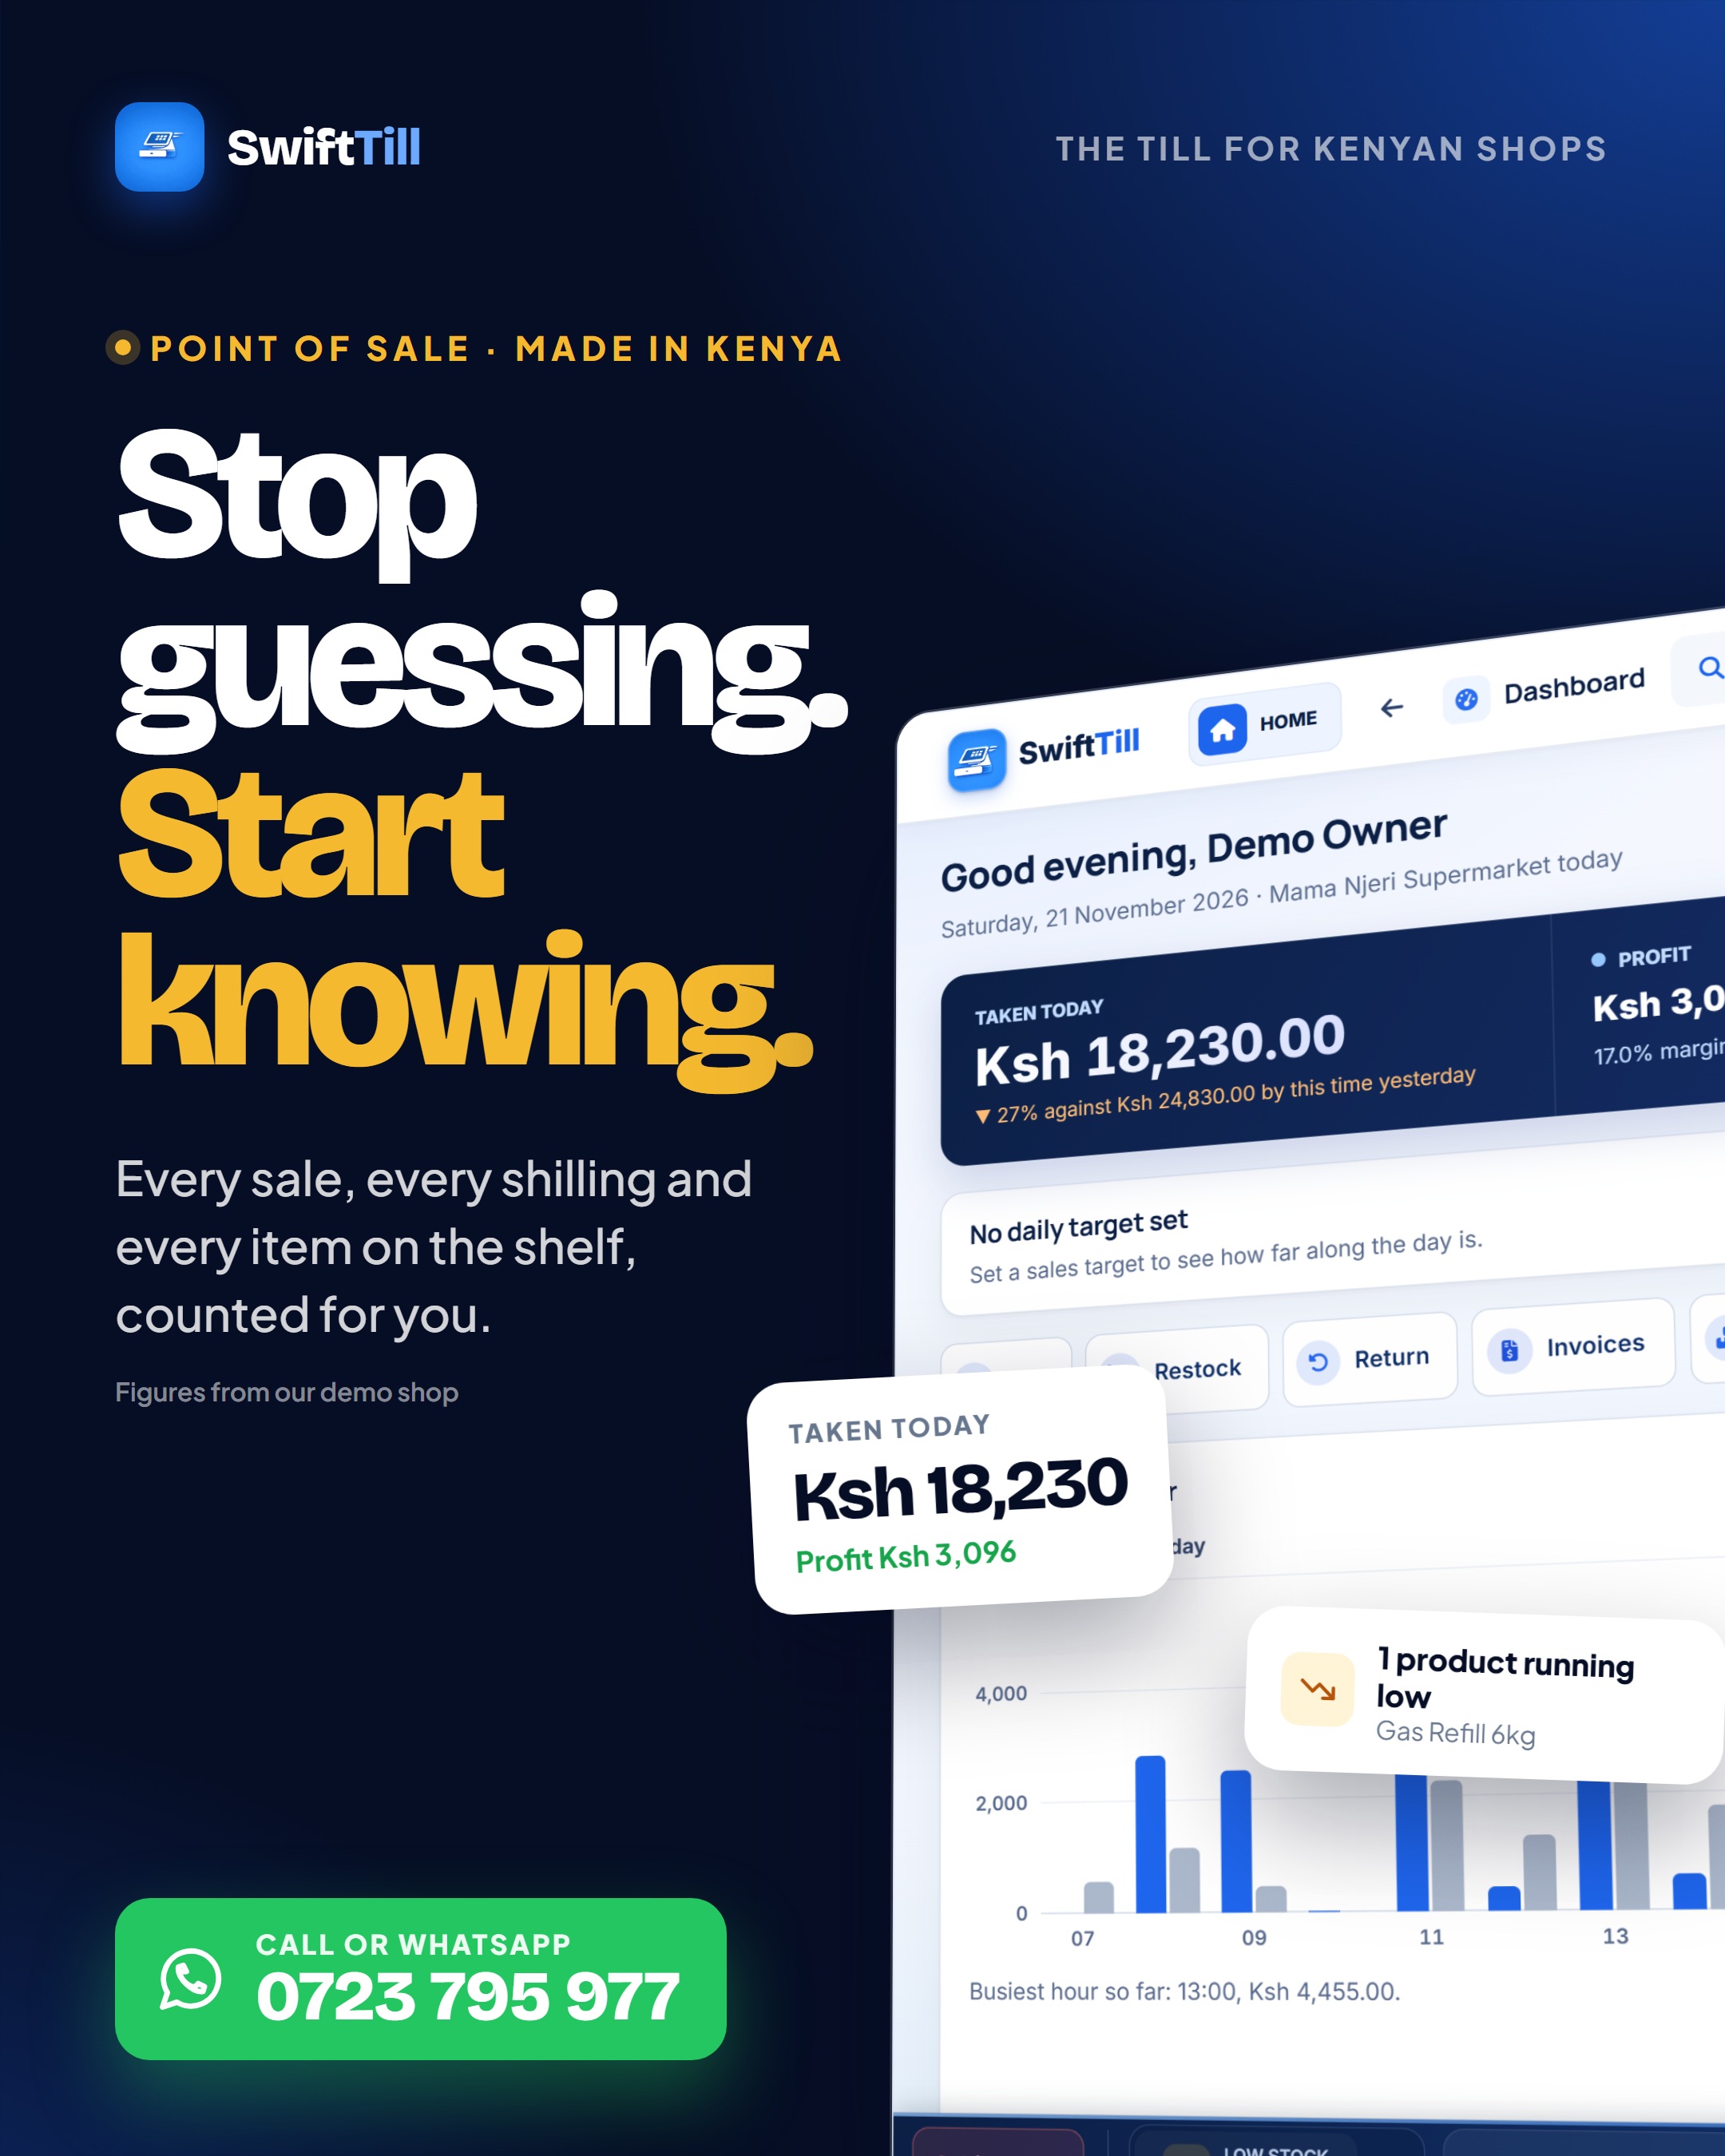 SwiftTill
THE TILL FOR KENYAN SHOPS
POINT OF SALE · MADE IN KENYA
Stop
guessing.
Start
knowing.
Every sale, every shilling and
every item on the shelf,
counted for you.
Figures from our demo shop
CALL OR WHATSAPP
0723 795 977
SwiftTill
HOME
Dashboard
Good evening, Demo Owner
Saturday, 21 November 2026 · Mama Njeri Supermarket today
TAKEN TODAY
Ksh 18,230.00
▼ 27% against Ksh 24,830.00 by this time yesterday
PROFIT
Ksh 3,0
17.0% margin
No daily target set
Set a sales target to see how far along the day is.
Restock
Return
Invoices
TAKEN TODAY
Ksh 18,230
Profit Ksh 3,096
day
1 product running
low
Gas Refill 6kg
4,000
2,000
0
07
09
11
13
Busiest hour so far: 13:00, Ksh 4,455.00.
LOW STOCK